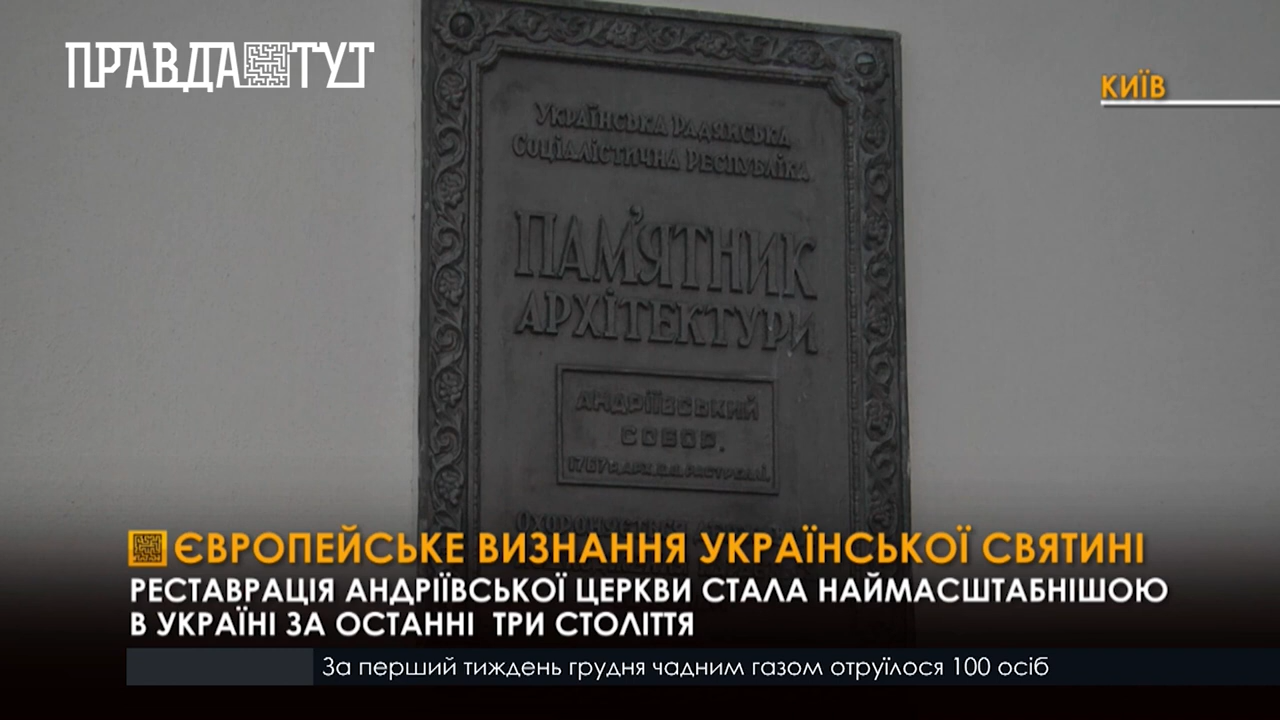 ПРАВДА ТУТ
КИЇВ
УКРАЇНСЬКА РАДЯНСЬКА
СОЦІАЛІСТИЧНА РЕСПУБЛІКА
ПАМ'ЯТНИК
АРХІТЕКТУРИ
АНДРІЇВСЬКИЙ
СОБОР.
ЄВРОПЕЙСЬКЕ ВИЗНАННЯ УКРАЇНСЬКОЇ СВЯТИНІ
РЕСТАВРАЦІЯ АНДРІЇВСЬКОЇ ЦЕРКВИ СТАЛА НАЙМАСШТАБНІШОЮ
В УКРАЇНІ ЗА ОСТАННІ ТРИ СТОЛІТТЯ
За перший тиждень грудня чадним газом отруїлося 100 осіб